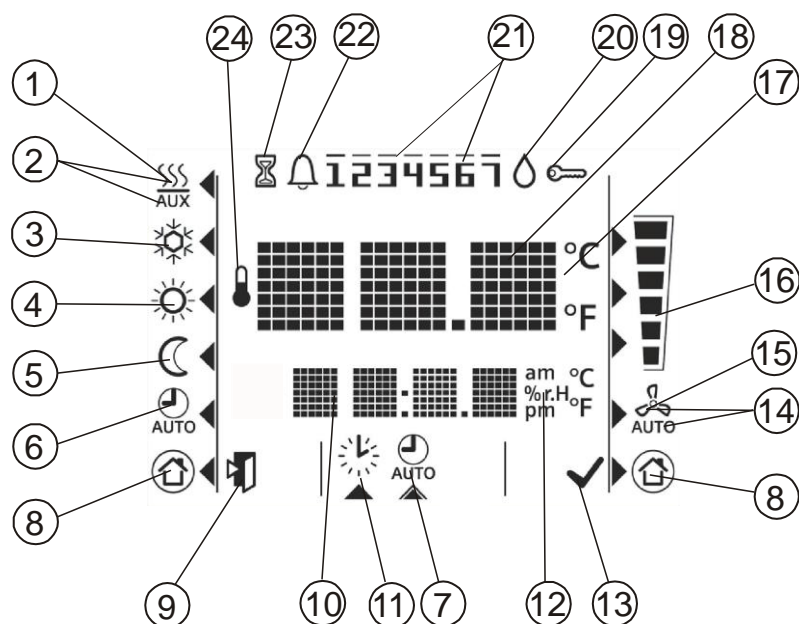 24 23 22 21 20 19 18
1 17
2
1234567
AUX
3 °C
4 16
°F
5 am °C
15
% r.H °F
pm
6 14
AUTO AUTO AUTO
8 8
9 10 11 7 12 13